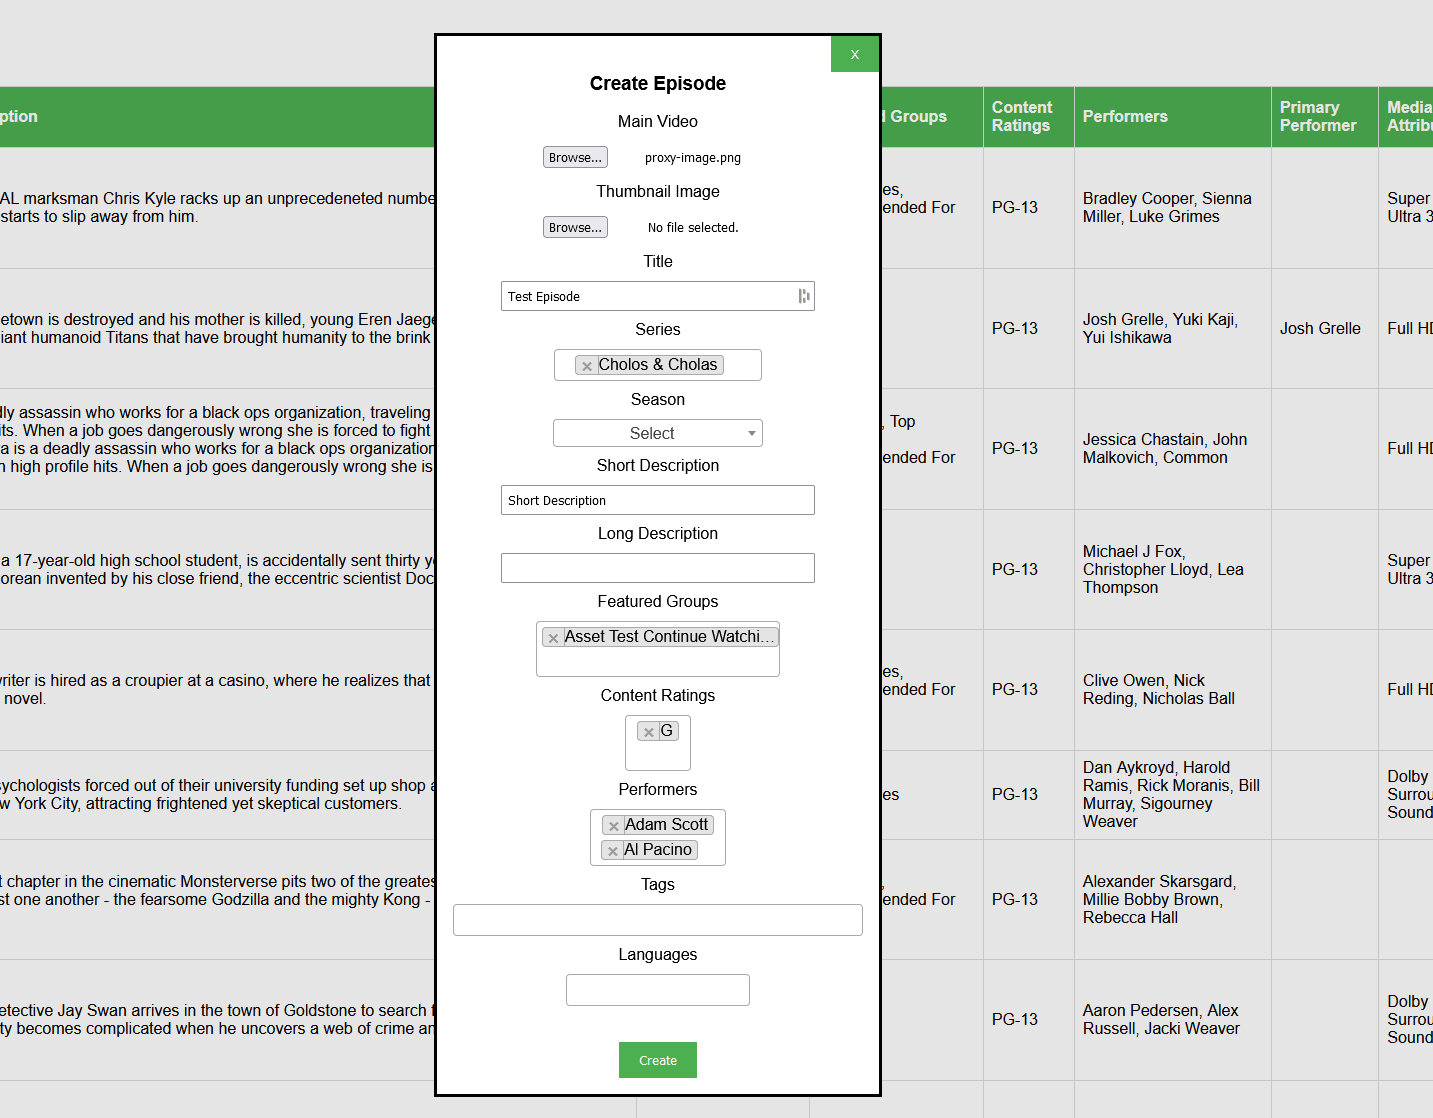 X
Create Episode
Main Video
Browse... proxy-image.png
Thumbnail Image
Browse... No file selected.
Title
Test Episode
Series
× Cholos & Cholas
Season
Select
Short Description
Short Description
Long Description
Featured Groups
× Asset Test Continue Watchi...
Content Ratings
× G
Performers
× Adam Scott
× Al Pacino
Tags
Languages
Create
ption
d Groups
Content
Ratings
Performers
Primary
Performer
Media
Attribu
AL marksman Chris Kyle racks up an unprecedeneted numbe
starts to slip away from him.
es,
ended For
PG-13
Bradley Cooper, Sienna
Miller, Luke Grimes
Super
Ultra 3
etown is destroyed and his mother is killed, young Eren Jaege
iant humanoid Titans that have brought humanity to the brink
PG-13
Josh Grelle, Yuki Kaji,
Yui Ishikawa
Josh Grelle
Full HD
lly assassin who works for a black ops organization, traveling
its. When a job goes dangerously wrong she is forced to fight
a is a deadly assassin who works for a black ops organization
n high profile hits. When a job goes dangerously wrong she is
, Top
ended For
PG-13
Jessica Chastain, John
Malkovich, Common
Full HD
a 17-year-old high school student, is accidentally sent thirty y
orean invented by his close friend, the eccentric scientist Doc
PG-13
Michael J Fox,
Christopher Lloyd, Lea
Thompson
Super
Ultra 3
writer is hired as a croupier at a casino, where he realizes that
novel.
es,
ended For
PG-13
Clive Owen, Nick
Reding, Nicholas Ball
Full HD
sychologists forced out of their university funding set up shop a
w York City, attracting frightened yet skeptical customers.
es
PG-13
Dan Aykroyd, Harold
Ramis, Rick Moranis, Bill
Murray, Sigourney
Weaver
Dolby
Surrou
Sound
t chapter in the cinematic Monsterverse pits two of the greates
st one another - the fearsome Godzilla and the mighty Kong -
,
ended For
PG-13
Alexander Skarsgard,
Millie Bobby Brown,
Rebecca Hall
etective Jay Swan arrives in the town of Goldstone to search f
ty becomes complicated when he uncovers a web of crime an
PG-13
Aaron Pedersen, Alex
Russell, Jacki Weaver
Dolby
Surrou
Sound